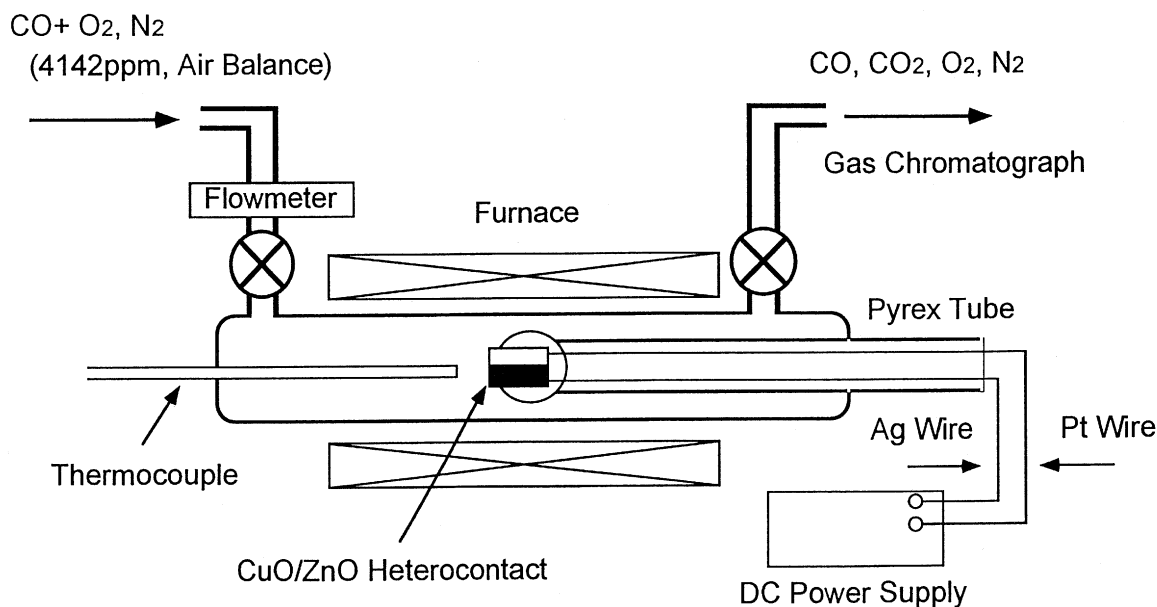 CO+ O2, N2
(4142ppm, Air Balance)
CO, CO2, O2, N2
Gas Chromatograph
Flowmeter
Furnace
Pyrex Tube
Ag Wire
Pt Wire
Thermocouple
CuO/ZnO Heterocontact
DC Power Supply